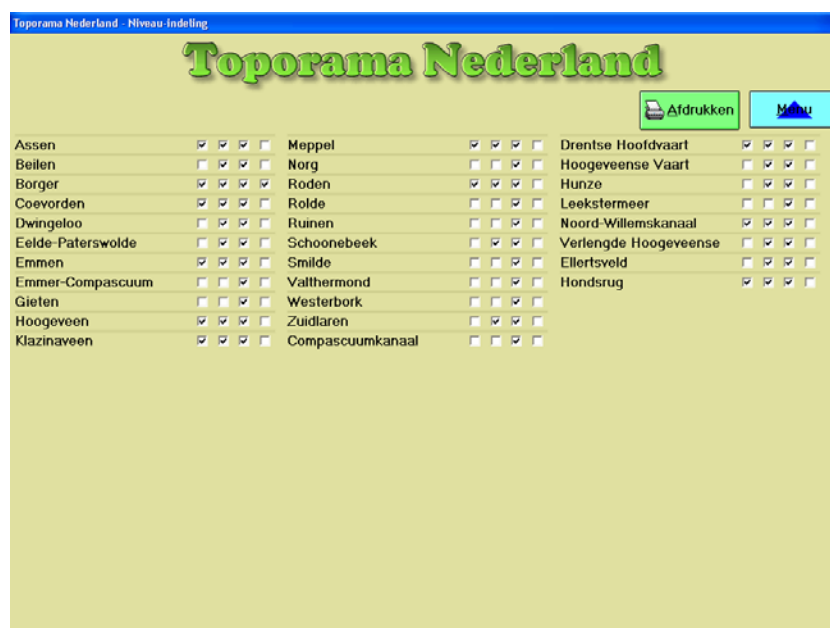 Toporama Nederland - Niveau-indeling
Toporama Nederland
Afdrukken
Menu
Assen
Beilen
Borger
Coevorden
Dwingeloo
Eelde-Paterswolde
Emmen
Emmer-Compascuum
Gieten
Hoogeveen
Klazinaveen
Meppel
Norg
Roden
Rolde
Ruinen
Schoonebeek
Smilde
Valthermond
Westerbork
Zuidlaren
Compascuumkanaal
Drentse Hoofdvaart
Hoogeveense Vaart
Hunze
Leekstermeer
Noord-Willemskanaal
Verlengde Hoogeveense
Ellertsveld
Hondsrug